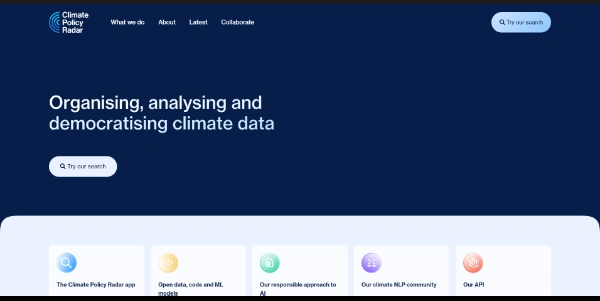 Climate
Policy
Radar
What we do
About
Latest
Collaborate
Try our search
Organising, analysing and
democratising climate data
Try our search
The Climate Policy Radar app
Open data, code and ML
models
Our responsible approach to
AI
Our climate NLP community
Our API